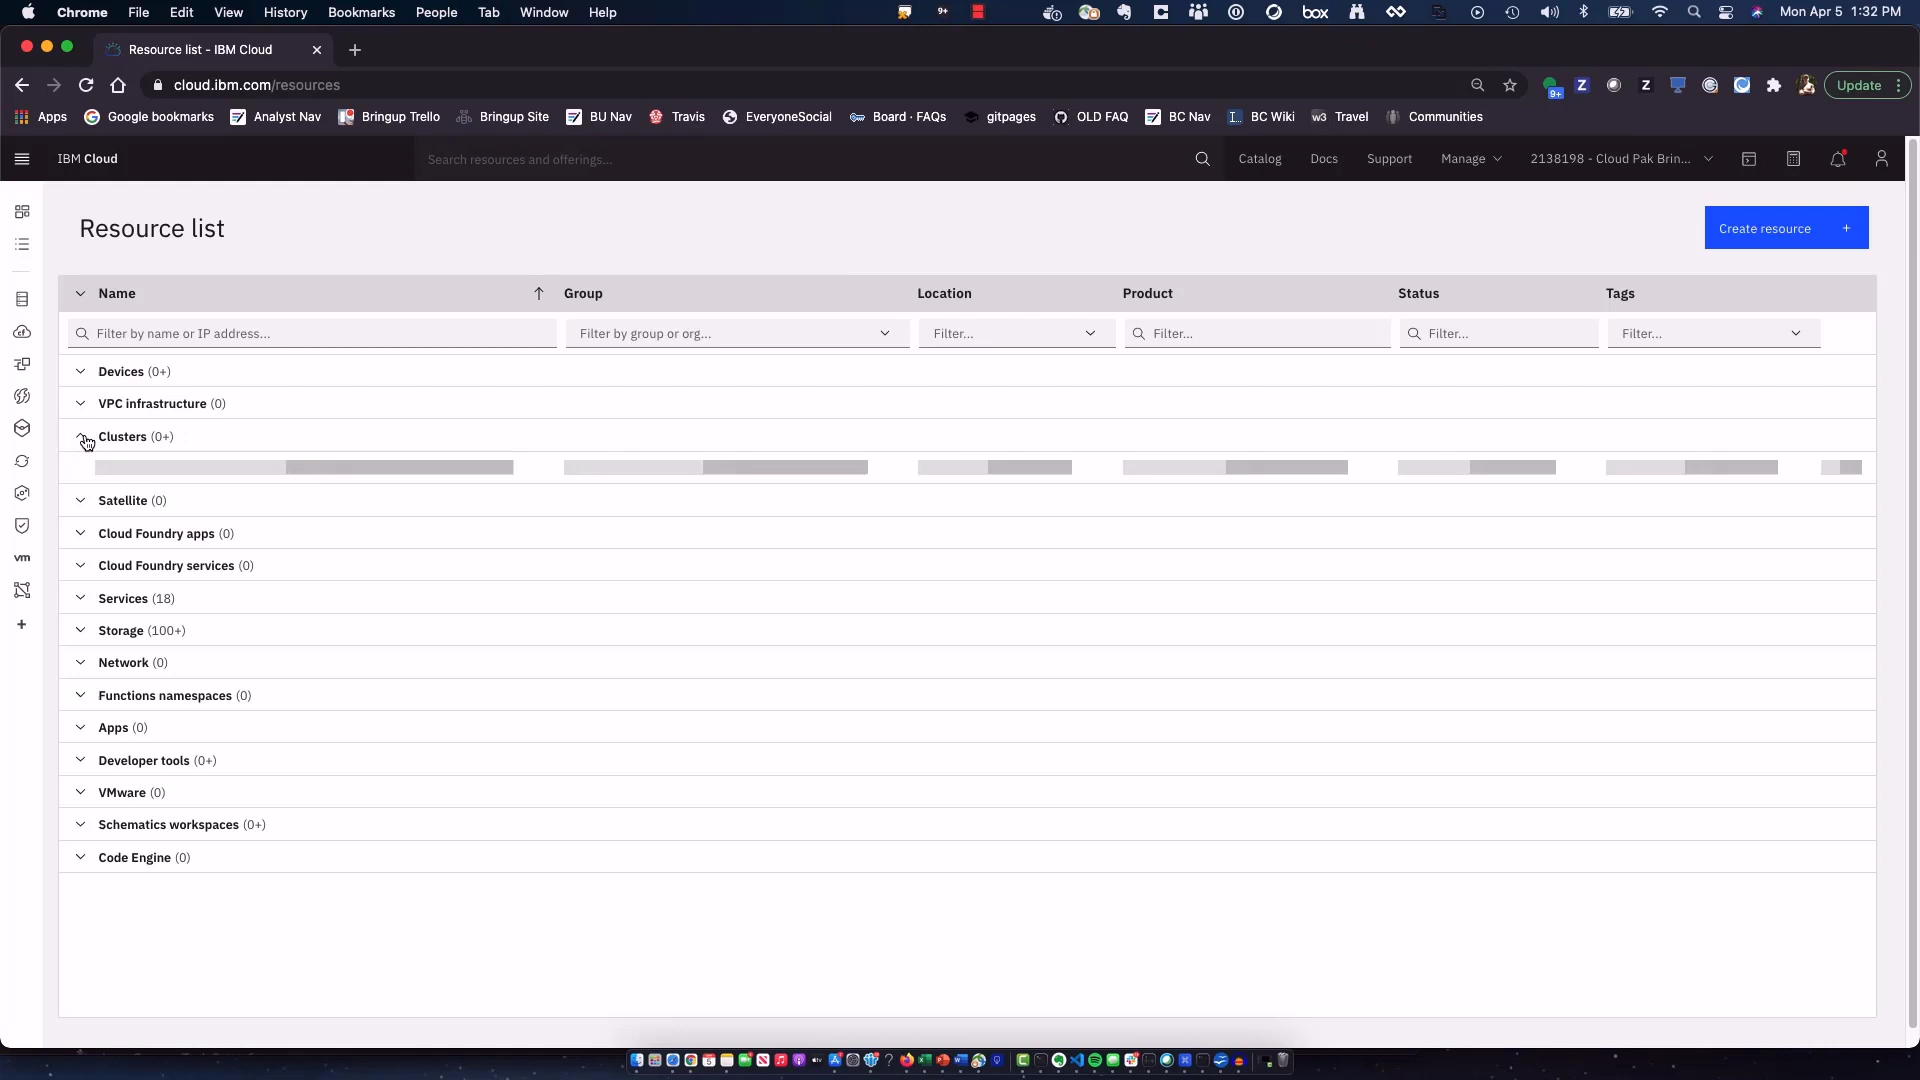 Chrome File Edit View History Bookmarks People Tab Window Help 9+ box Mon Apr 5 1:32 PM
Resource list - IBM Cloud
cloud.ibm.com/resources 9+ Z Z Update
Apps Google bookmarks Analyst Nav Bringup Trello Bringup Site BU Nav Travis EveryoneSocial Board · FAQs gitpages OLD FAQ BC Nav BC Wiki w3 Travel Communities
IBM Cloud Search resources and offerings... Catalog Docs Support Manage 2138198 - Cloud Pak Brin...
Resource list
Create resource +
Name Group Location Product Status Tags
Filter by name or IP address... Filter by group or org... Filter... Filter... Filter... Filter...
Devices (0+)
VPC infrastructure (0)
Clusters (0+)
Satellite (0)
Cloud Foundry apps (0)
vm
Cloud Foundry services (0)
Services (18)
Storage (100+)
Network (0)
Functions namespaces (0)
Apps (0)
Developer tools (0+)
VMware (0)
Schematics workspaces (0+)
Code Engine (0)